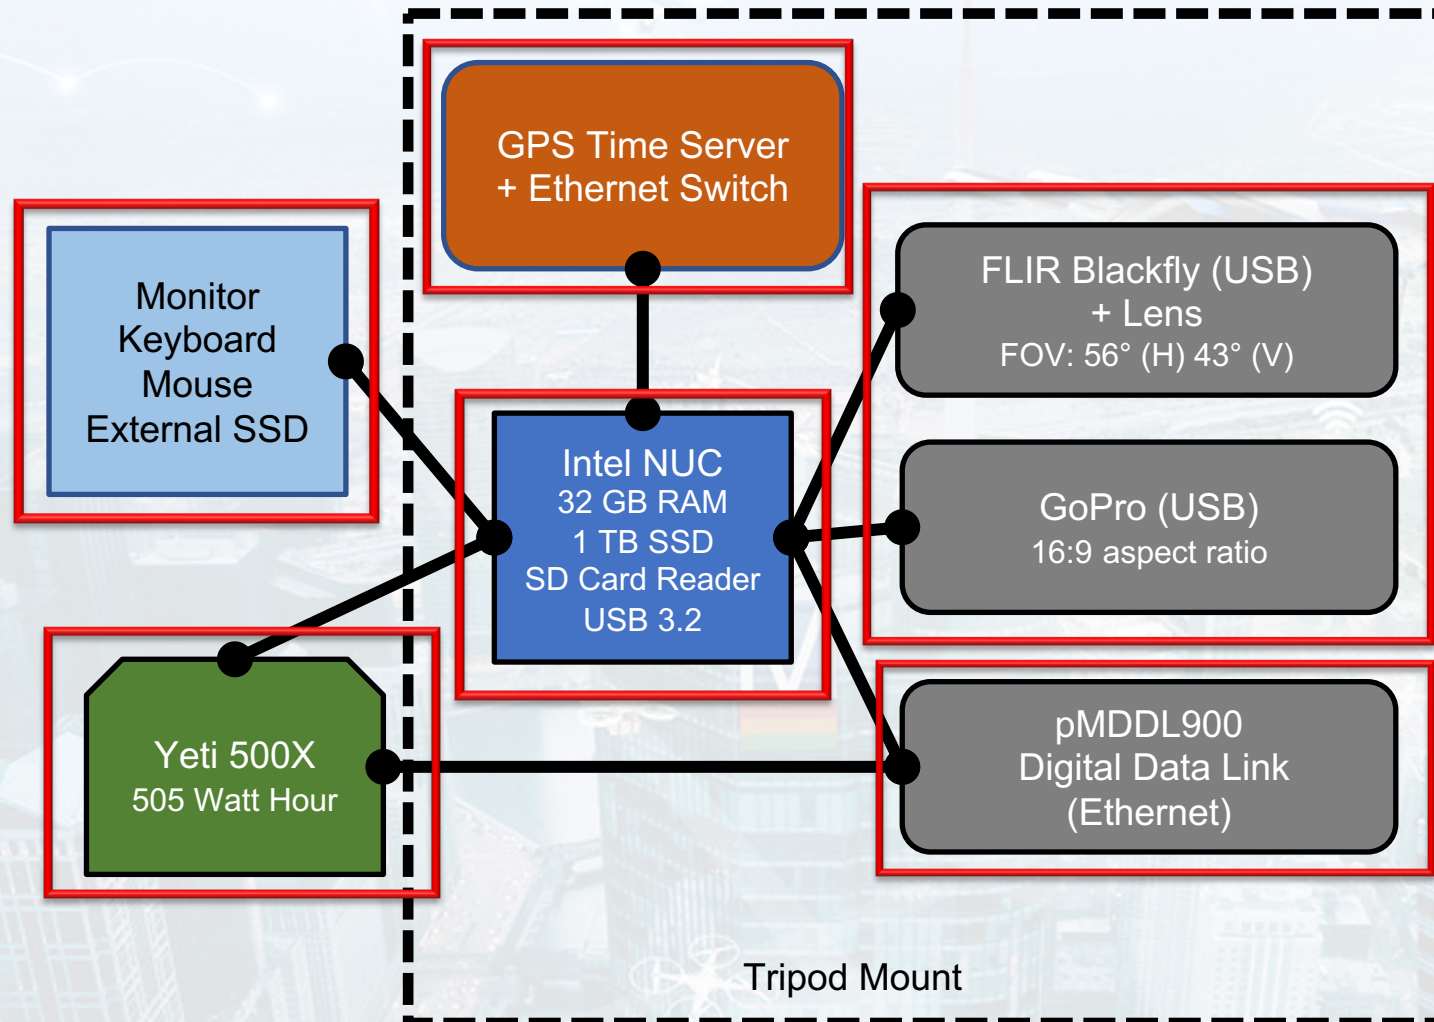 GPS Time Server
+ Ethernet Switch
Monitor
Keyboard
Mouse
External SSD
FLIR Blackfly (USB)
+ Lens
FOV: 56° (H) 43° (V)
Intel NUC
32 GB RAM
1 TB SSD
SD Card Reader
USB 3.2
GoPro (USB)
16:9 aspect ratio
Yeti 500X
505 Watt Hour
pMDDL900
Digital Data Link
(Ethernet)
Tripod Mount